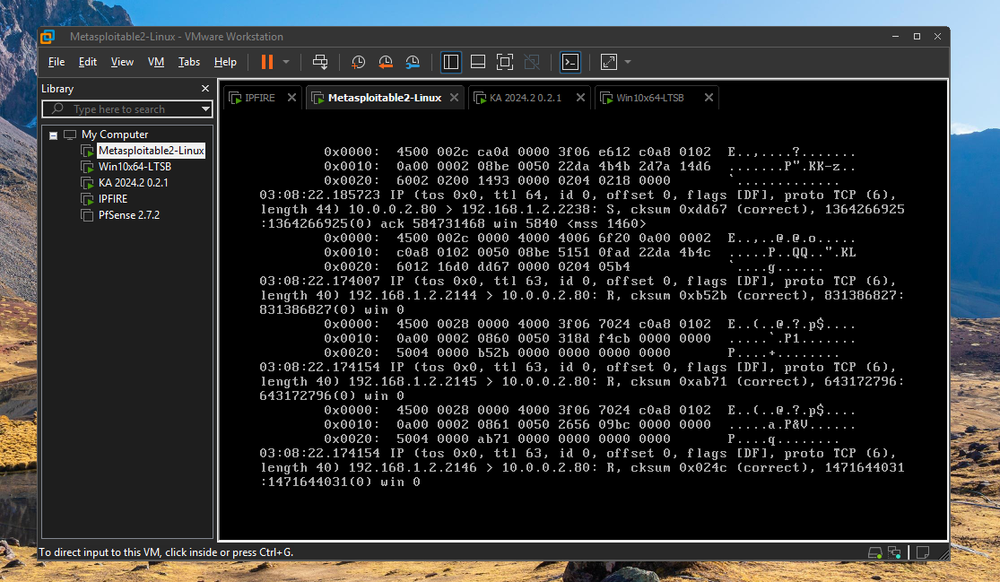 Metasploitable2-Linux - VMware Workstation
File Edit View VM Tabs Help
Library
Type here to search
My Computer
Metasploitable2-Linux
Win10x64-LTSB
KA 2024.2 0.2.1
IPFIRE
PfSense 2.7.2
IPFIRE Metasploitable2-Linux KA 2024.2 0.2.1 Win10x64-LTSB
0x0000: 4500 002c ca0d 0000 3f06 e612 c0a8 0102 E..,....?.......
0x0010: 0a00 0002 08be 0050 22da 4b4b 2d7a 14d6 .......P".KK-z..
0x0020: 6002 0200 1493 0000 0204 0218 0000 `.............
03:08:22.185723 IP (tos 0x0, ttl 64, id 0, offset 0, flags [DF], proto TCP (6),
length 44) 10.0.0.2.80 > 192.168.1.2.2238: S, cksum 0xdd67 (correct), 1364266925
:1364266925(0) ack 584731468 win 5840 <mss 1460>
0x0000: 4500 002c 0000 4000 4006 6f20 0a00 0002 E..,..@.@.o.....
0x0010: c0a8 0102 0050 08be 5151 0fad 22da 4b4c .....P..QQ..".KL
0x0020: 6012 16d0 dd67 0000 0204 05b4 `....g......
03:08:22.174007 IP (tos 0x0, ttl 63, id 0, offset 0, flags [DF], proto TCP (6),
length 40) 192.168.1.2.2144 > 10.0.0.2.80: R, cksum 0xb52b (correct), 831386827:
831386827(0) win 0
0x0000: 4500 0028 0000 4000 3f06 7024 c0a8 0102 E..(..@.?.p$....
0x0010: 0a00 0002 0860 0050 318d f4cb 0000 0000 .....`.P1.......
0x0020: 5004 0000 b52b 0000 0000 0000 0000 P....+........
03:08:22.174154 IP (tos 0x0, ttl 63, id 0, offset 0, flags [DF], proto TCP (6),
length 40) 192.168.1.2.2145 > 10.0.0.2.80: R, cksum 0xab71 (correct), 643172796:
643172796(0) win 0
0x0000: 4500 0028 0000 4000 3f06 7024 c0a8 0102 E..(..@.?.p$....
0x0010: 0a00 0002 0861 0050 2656 09bc 0000 0000 .....a.P&V......
0x0020: 5004 0000 ab71 0000 0000 0000 0000 P....q........
03:08:22.174154 IP (tos 0x0, ttl 63, id 0, offset 0, flags [DF], proto TCP (6),
length 40) 192.168.1.2.2146 > 10.0.0.2.80: R, cksum 0x024c (correct), 1471644031
:1471644031(0) win 0
To direct input to this VM, click inside or press Ctrl+G.